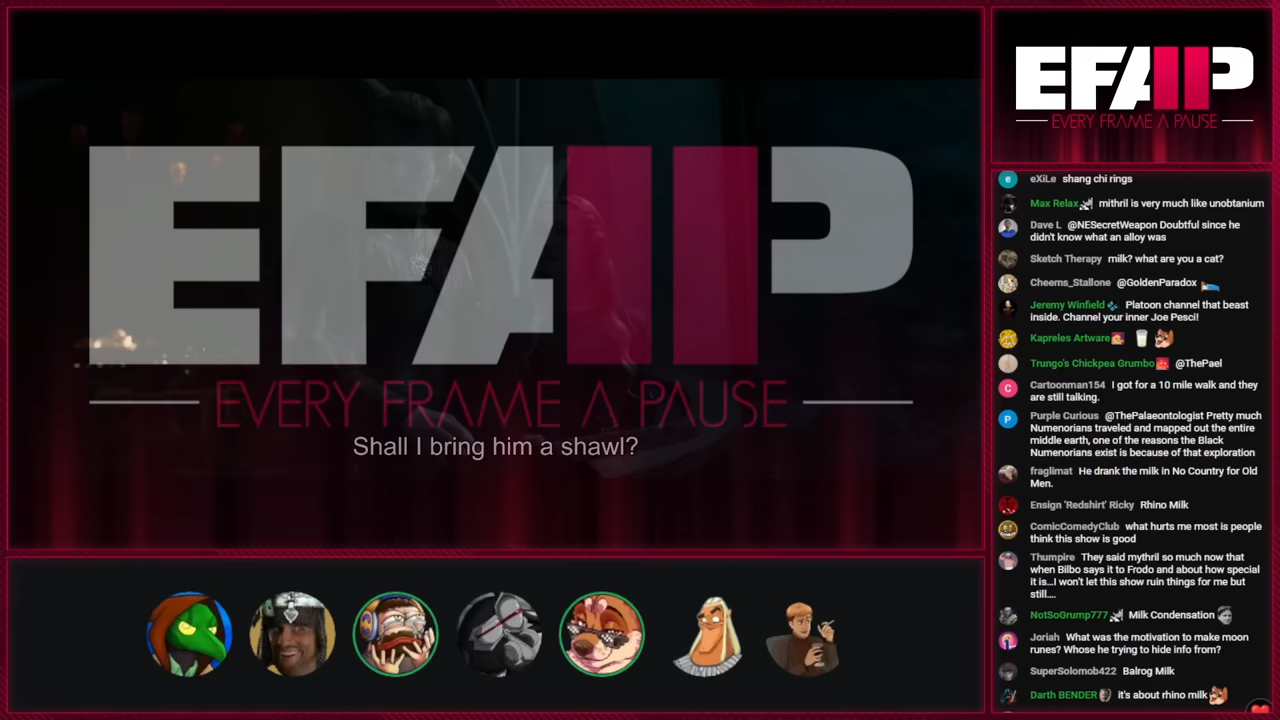 EFAP
EVERY FRAME A PAUSE
Shall I bring him a shawl?
EFAP
EVERY FRAME A PAUSE
eXiLe shang chi rings
Max Relax mithril is very much like unobtanium
Dave L @NESecretWeapon Doubtful since he
didn't know what an alloy was
Sketch Therapy milk? what are you a cat?
Cheems_Stallone @GoldenParadox
Jeremy Winfield Platoon channel that beast
inside. Channel your inner Joe Pesci!
Kapreles Artware
Trungo's Chickpea Grumbo @ThePael
C Cartoonman154 I got for a 10 mile walk and they
are still talking.
P Purple Curious @ThePalaeontologist Pretty much
Numenorians traveled and mapped out the entire
middle earth, one of the reasons the Black
Numenorians exist is because of that exploration
fraglimat He drank the milk in No Country for Old
Men.
Ensign 'Redshirt' Ricky Rhino Milk
ComicComedyClub what hurts me most is people
think this show is good
Thumpire They said mythril so much now that
when Bilbo says it to Frodo and about how special
it is...I won't let this show ruin things for me but
still....
NotSoGrump777 Milk Condensation
Joriah What was the motivation to make moon
runes? Whose he trying to hide info from?
SuperSolomob422 Balrog Milk
Darth BENDER it's about rhino milk